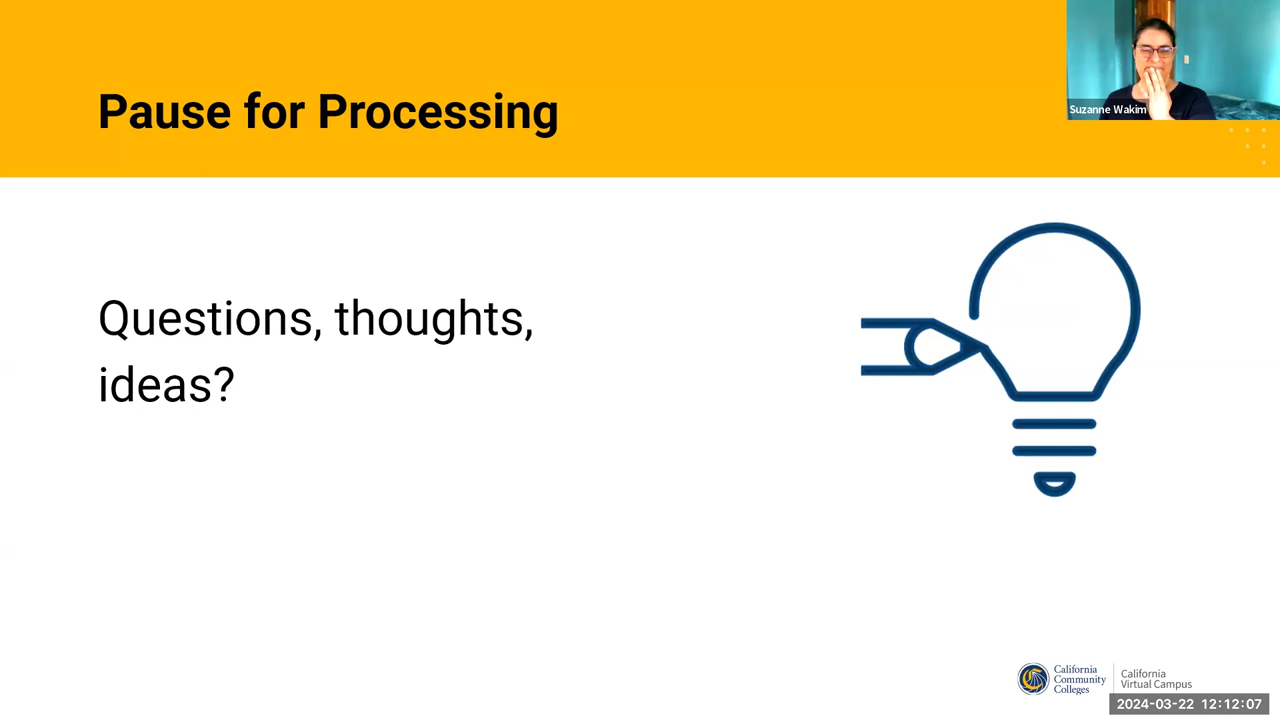 Pause for Processing
Suzanne Wakim
Questions, thoughts,
ideas?
California
Community
Colleges
California
Virtual Campus
2024-03-22 12:12:07